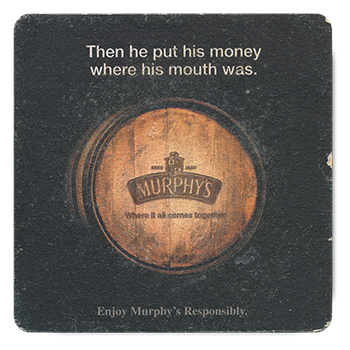 Then he put his money
where his mouth was.
MURPHY'S
Where it all comes together
Enjoy Murphy's Responsibly.